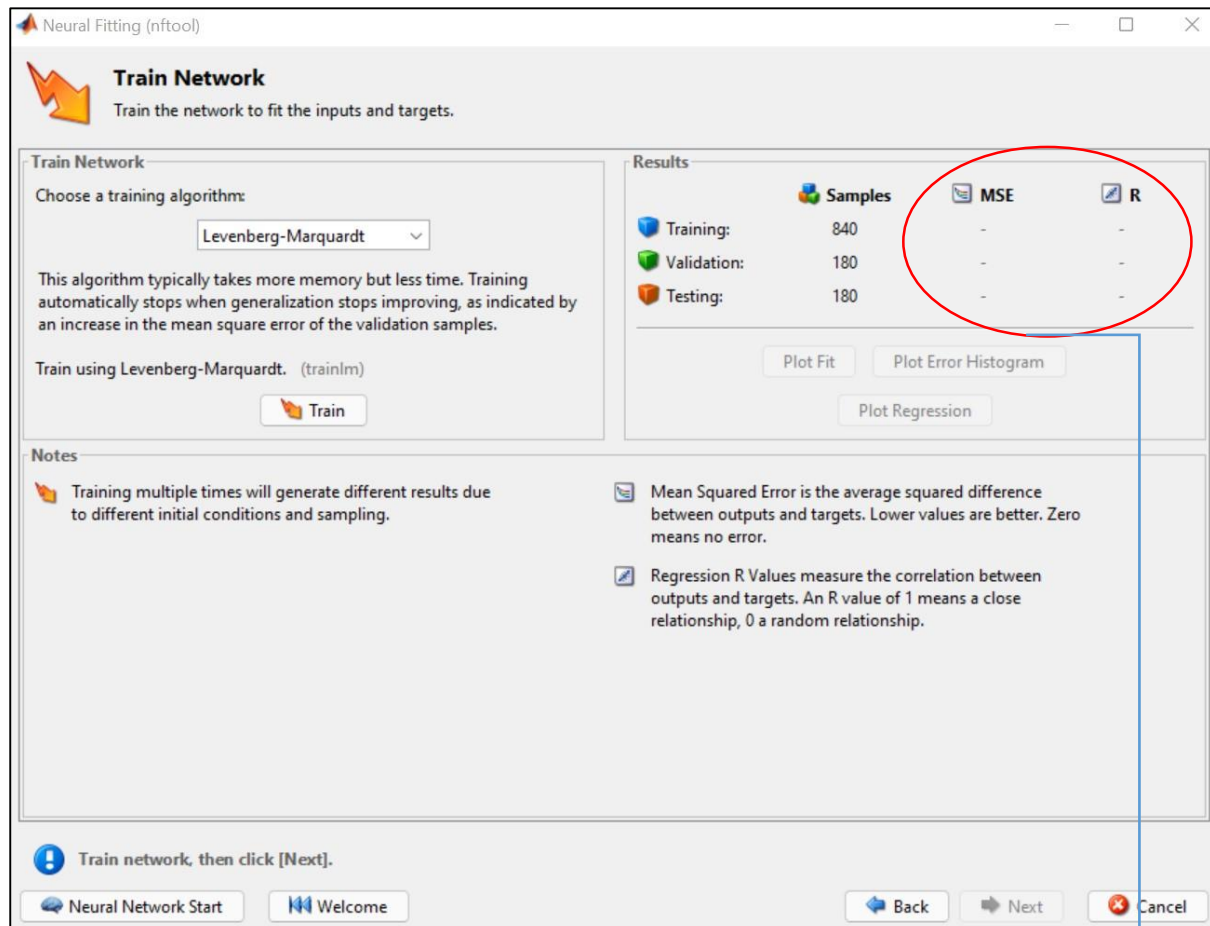 Neural Fitting (nftool)
Train Network
Train the network to fit the inputs and targets.
Train Network
Choose a training algorithm:
Levenberg-Marquardt
This algorithm typically takes more memory but less time. Training
automatically stops when generalization stops improving, as indicated by
an increase in the mean square error of the validation samples.
Train using Levenberg-Marquardt. (trainlm)
Train
Results
Samples MSE R
Training: 840 - -
Validation: 180 - -
Testing: 180 - -
Plot Fit Plot Error Histogram
Plot Regression
Notes
Training multiple times will generate different results due
to different initial conditions and sampling.
Mean Squared Error is the average squared difference
between outputs and targets. Lower values are better. Zero
means no error.
Regression R Values measure the correlation between
outputs and targets. An R value of 1 means a close
relationship, 0 a random relationship.
Train network, then click [Next].
Neural Network Start Welcome Back Next Cancel